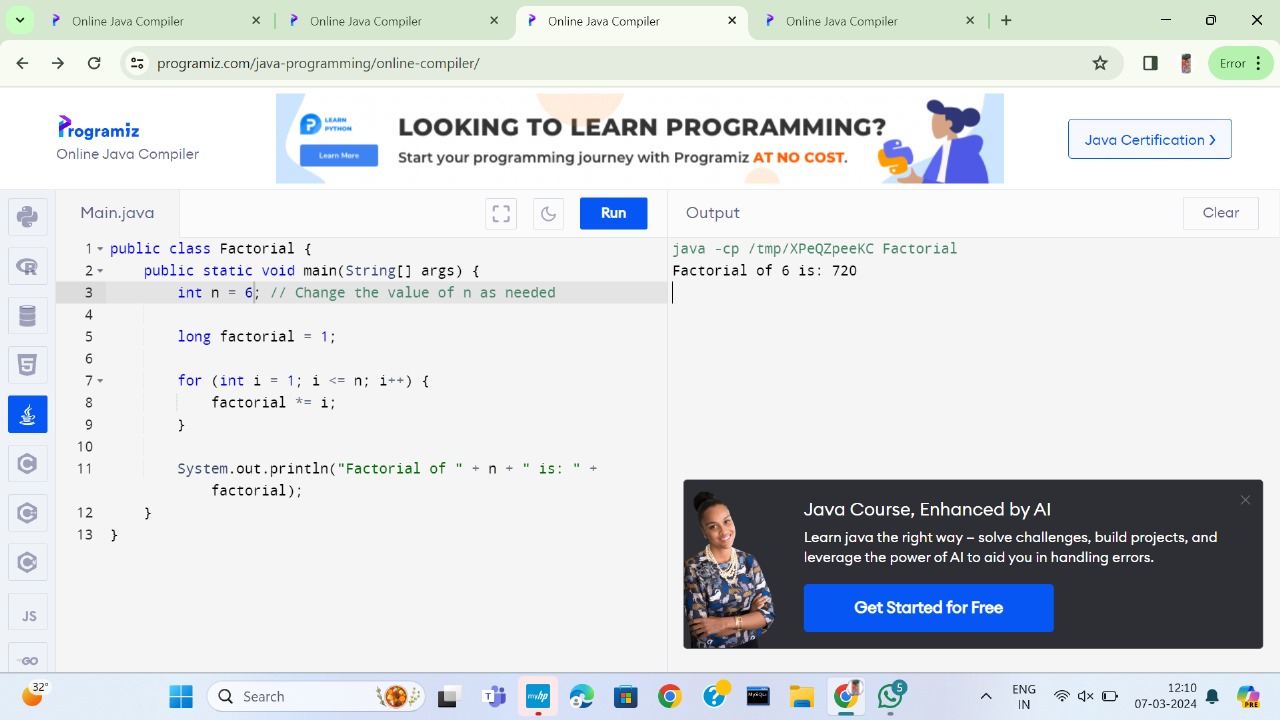 Online Java Compiler
Online Java Compiler
Online Java Compiler
Online Java Compiler
programiz.com/java-programming/online-compiler/
Error
Programiz
Online Java Compiler
LEARN
PYTHON
Learn More
LOOKING TO LEARN PROGRAMMING?
Start your programming journey with Programiz AT NO COST.
Java Certification
Main.java
Run
Output
Clear
1 public class Factorial {
2 public static void main(String[] args) {
3 int n = 6; // Change the value of n as needed
4
5 long factorial = 1;
6
7 for (int i = 1; i <= n; i++) {
8 factorial *= i;
9 }
10
11 System.out.println("Factorial of " + n + " is: " +
factorial);
12 }
13 }
java -cp /tmp/XPeQZpeeKC Factorial
Factorial of 6 is: 720
JS
GO
Java Course, Enhanced by AI
Learn java the right way – solve challenges, build projects, and
leverage the power of AI to aid you in handling errors.
Get Started for Free
32°
Search
myhp
5
ENG
IN
12:10
07-03-2024
PRE